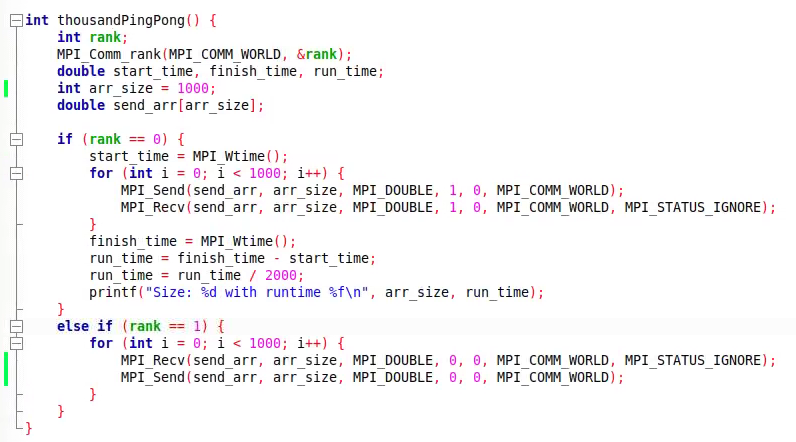 int thousandPingPong() {
    int rank;
    MPI_Comm_rank(MPI_COMM_WORLD, &rank);
    double start_time, finish_time, run_time;
    int arr_size = 1000;
    double send_arr[arr_size];

    if (rank == 0) {
        start_time = MPI_Wtime();
        for (int i = 0; i < 1000; i++) {
            MPI_Send(send_arr, arr_size, MPI_DOUBLE, 1, 0, MPI_COMM_WORLD);
            MPI_Recv(send_arr, arr_size, MPI_DOUBLE, 1, 0, MPI_COMM_WORLD, MPI_STATUS_IGNORE);
        }
        finish_time = MPI_Wtime();
        run_time = finish_time - start_time;
        run_time = run_time / 2000;
        printf("Size: %d with runtime %f\n", arr_size, run_time);
    }
    else if (rank == 1) {
        for (int i = 0; i < 1000; i++) {
            MPI_Recv(send_arr, arr_size, MPI_DOUBLE, 0, 0, MPI_COMM_WORLD, MPI_STATUS_IGNORE);
            MPI_Send(send_arr, arr_size, MPI_DOUBLE, 0, 0, MPI_COMM_WORLD);
        }
    }
}